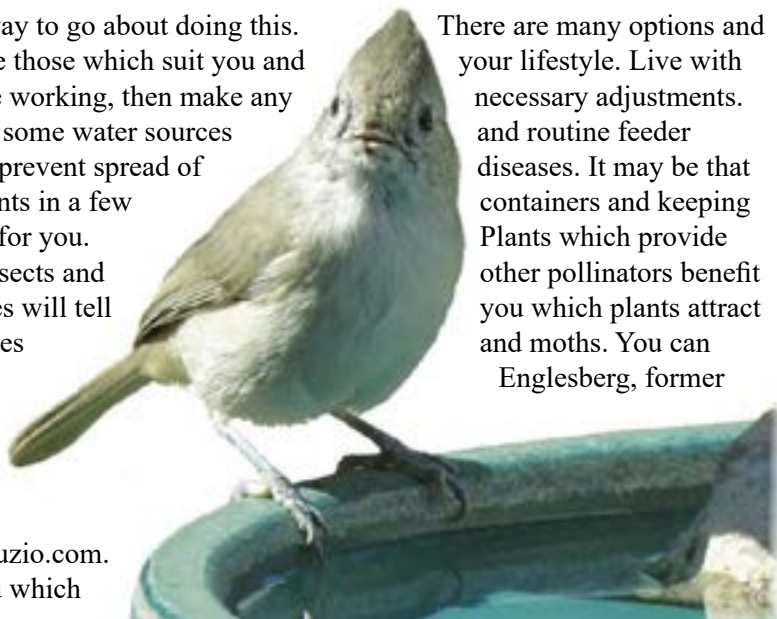 ay to go about doing this. There are many options and
e those which suit you and your lifestyle. Live with
e working, then make any necessary adjustments.
some water sources and routine feeder
prevent spread of diseases. It may be that
nts in a few containers and keeping
for you. Plants which provide
sects and other pollinators benefit
es will tell you which plants attract
es and moths. You can
Englesberg, former
uzio.com.
which